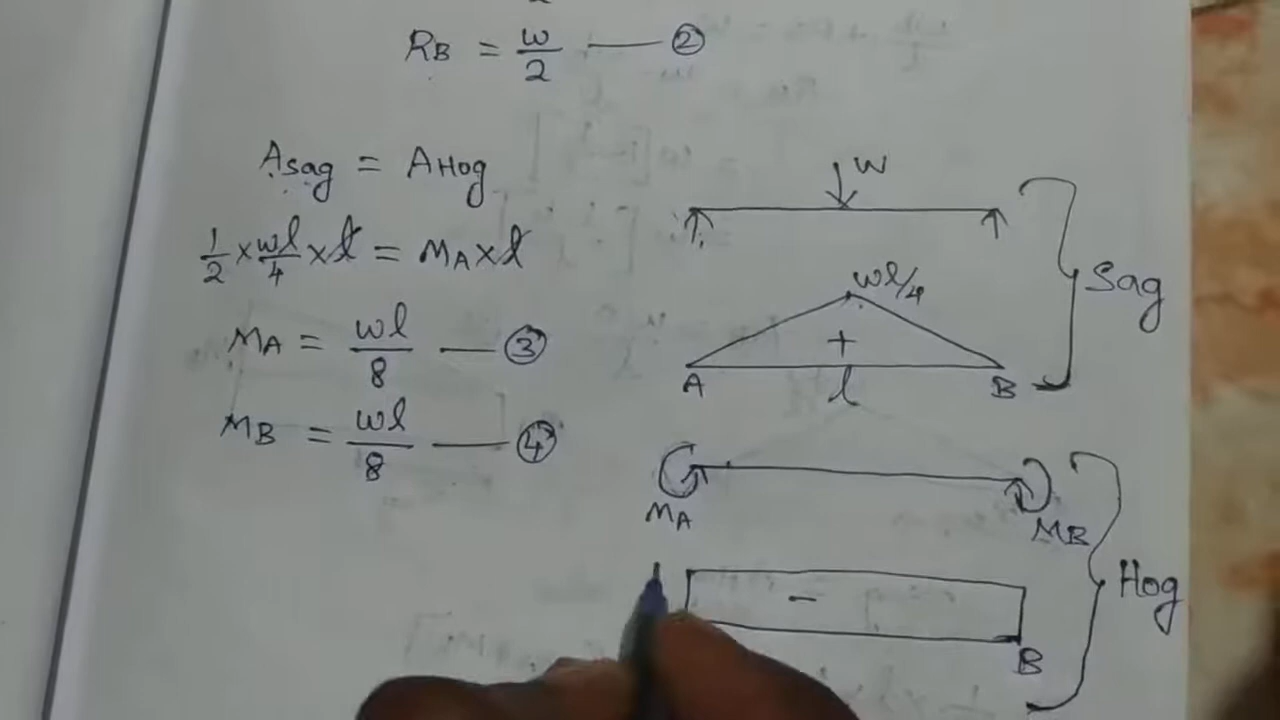 RB = w/2 —— ②
Asag = AHog
1/2 × wl/4 × l = MA × l
MA = wl/8 —— ③
MB = wl/8 —— ④
w
wl/4
+
A l B
Sag
MA MB
−
B
Hog